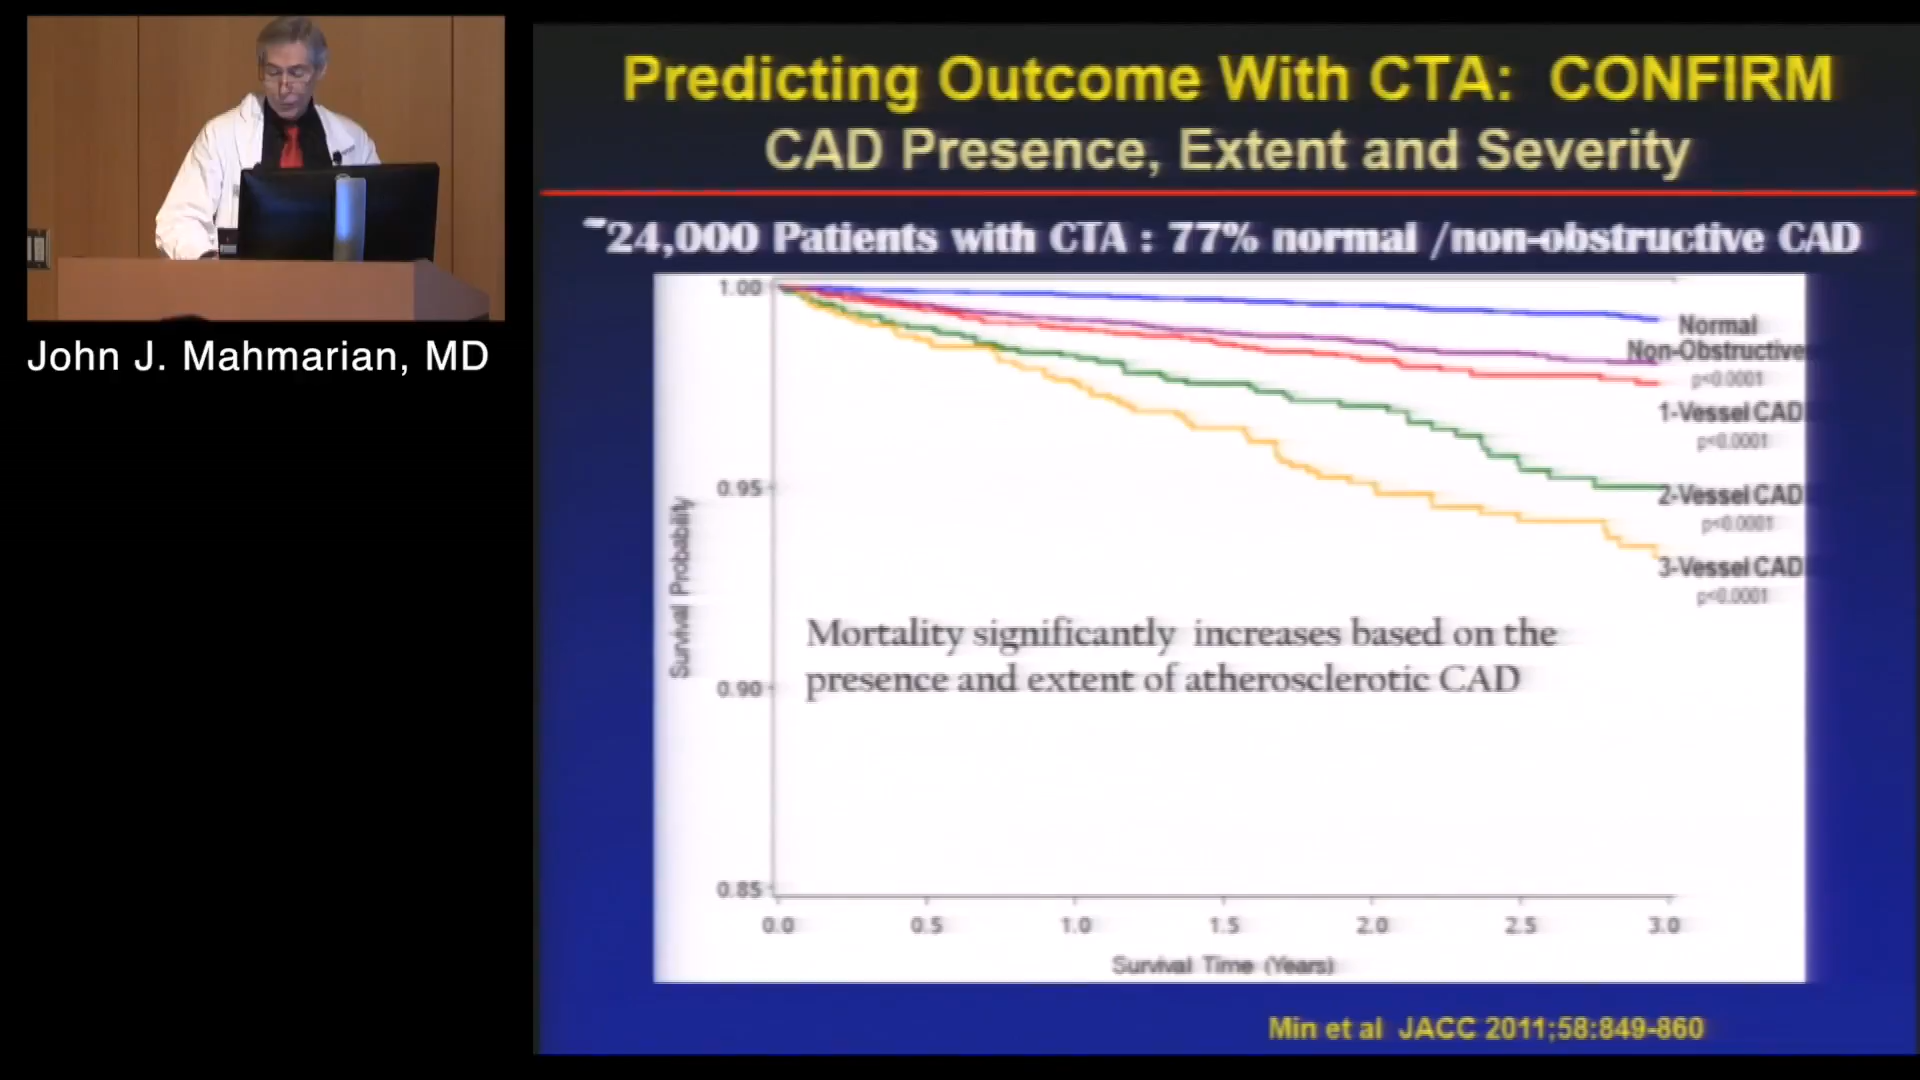 Predicting Outcome With CTA: CONFIRM
CAD Presence, Extent and Severity
~24,000 Patients with CTA : 77% normal /non-obstructive CAD
John J. Mahmarian, MD
1.00
0.95
0.90
0.85
Survival Probability
Normal
Non-Obstructive
p<0.0001
1-Vessel CAD
p<0.0001
2-Vessel CAD
p<0.0001
3-Vessel CAD
p<0.0001
Mortality significantly increases based on the
presence and extent of atherosclerotic CAD
0.0 0.5 1.0 1.5 2.0 2.5 3.0
Survival Time (Years)
Min et al JACC 2011;58:849-860